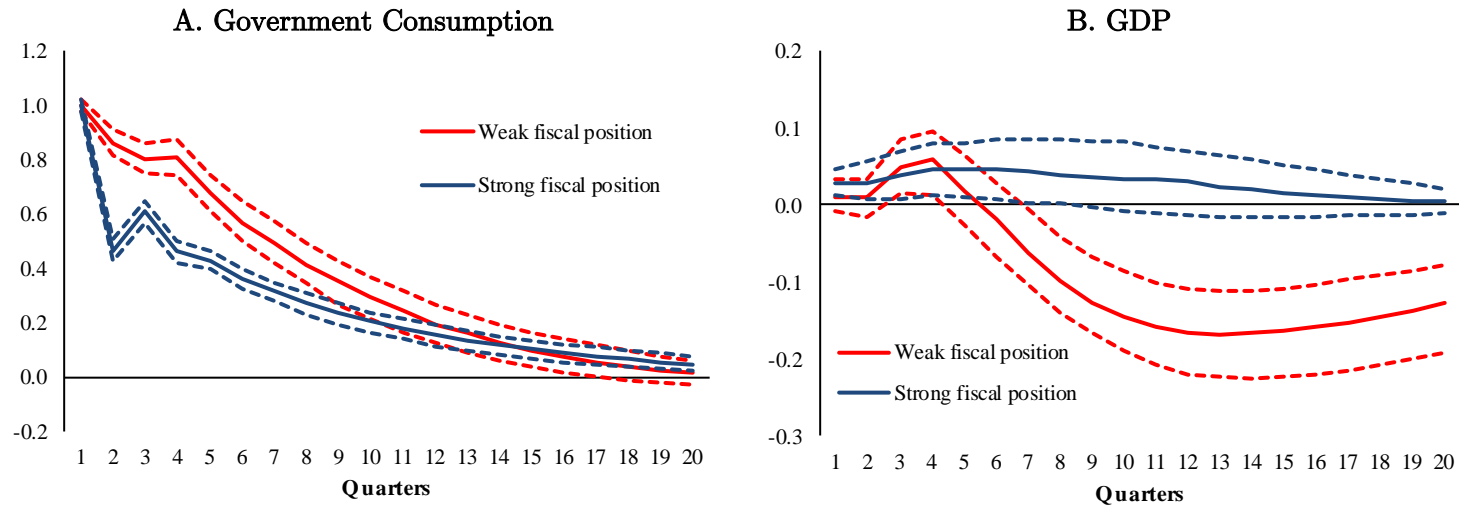 A. Government Consumption
1.2
1.0
0.8
0.6
0.4
0.2
0.0
-0.2
Weak fiscal position
Strong fiscal position
1 2 3 4 5 6 7 8 9 10 11 12 13 14 15 16 17 18 19 20
Quarters
B. GDP
0.2
0.1
0.0
-0.1
-0.2
-0.3
Weak fiscal position
Strong fiscal position
1 2 3 4 5 6 7 8 9 10 11 12 13 14 15 16 17 18 19 20
Quarters